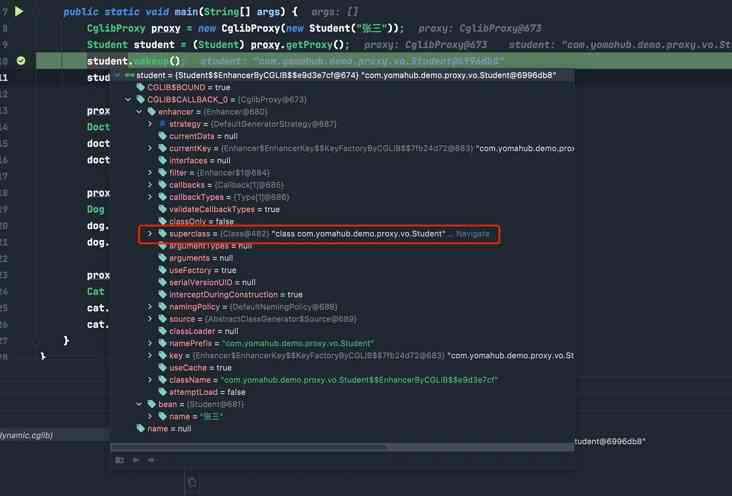 7 public static void main(String[] args) { args: []
8 CglibProxy proxy = new CglibProxy(new Student("张三")); proxy: CglibProxy@673
9 Student student = (Student) proxy.getProxy(); proxy: CglibProxy@673 student: "com.yomahub.demo.proxy.vo.St
10 student.wakeup(); student: "com.yomahub.demo.proxy.vo.Student@6996db8"
11 stud
student = {Student$$EnhancerByCGLIB$$e9d3e7cf@674} "com.yomahub.demo.proxy.vo.Student@6996db8"
CGLIB$BOUND = true
CGLIB$CALLBACK_0 = {CglibProxy@673}
13 prox
enhancer = {Enhancer@680}
14 Doct
strategy = {DefaultGeneratorStrategy@687}
15 doct
currentData = null
currentKey = {Enhancer$EnhancerKey$$KeyFactoryByCGLIB$$7fb24d72@683} "com.yomahub.demo.prox
16 doct
interfaces = null
filter = {Enhancer$1@684}
callbacks = {Callback[1]@685}
18 prox
callbackTypes = {Type[1]@686}
19 Dog
validateCallbackTypes = true
20 dog.
classOnly = false
21 dog.
superclass = {Class@482} "class com.yomahub.demo.proxy.vo.Student" ... Navigate
argumentTypes = null
arguments = null
23 prox
useFactory = true
24 Cat
serialVersionUID = null
25 cat.
interceptDuringConstruction = true
26 cat.
namingPolicy = {DefaultNamingPolicy@688}
source = {AbstractClassGenerator$Source@689}
27 }
classLoader = null
namePrefix = "com.yomahub.demo.proxy.vo.Student"
28 }
key = {Enhancer$EnhancerKey$$KeyFactoryByCGLIB$$7fb24d72@683} "com.yomahub.demo.proxy.vo.St
useCache = true
className = "com.yomahub.demo.proxy.vo.Student$$EnhancerByCGLIB$$e9d3e7cf"
attemptLoad = false
bean = {Student@681}
name = "张三"
name = null
dynamic.cglib)
tudent@6996db8"